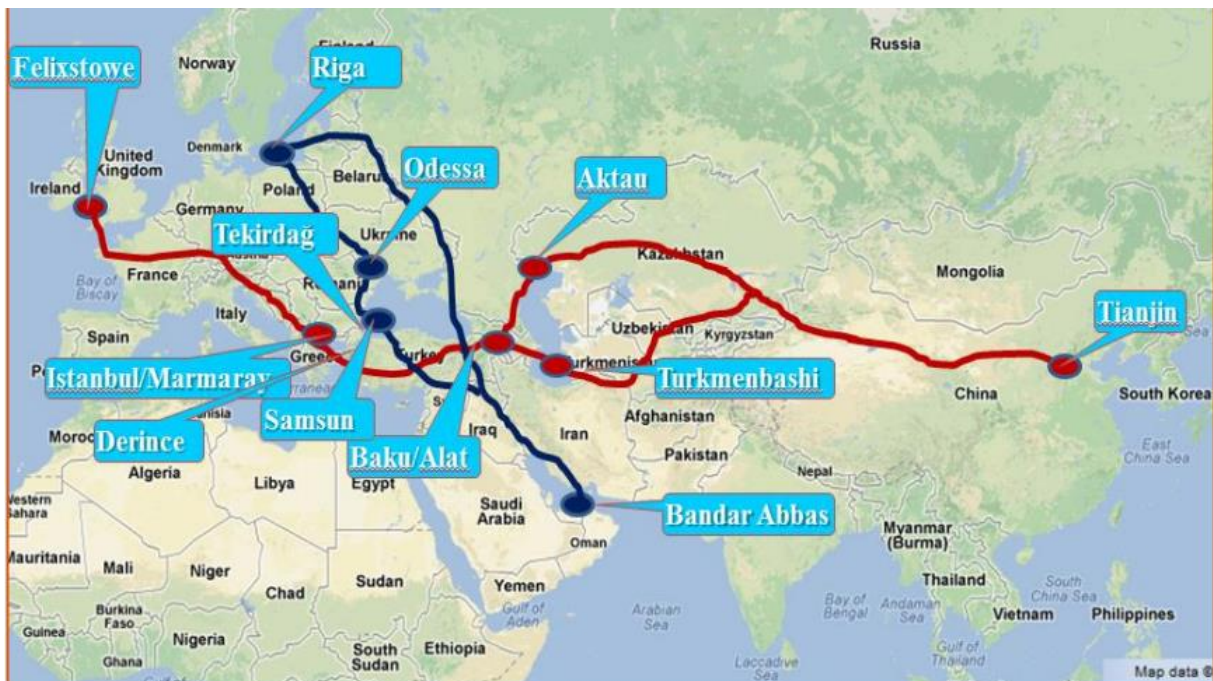 Russia
Finland
Norway
Felixstowe
Riga
Denmark
United
Kingdom
Odessa
Ireland
Poland
Belarus
Aktau
Germany
Tekirdağ
Ukraine
Kazakhstan
Mongolia
France
Austria
Bay of
Biscay
Romania
Tianjin
Italy
Uzbekistan
Kyrgyzstan
Spain
Greece
Turkey
Turkmenistan
Istanbul/Marmaray
Turkmenbashi
China
South Korea
Samsun
Afghanistan
Derince
Iraq
Iran
Baku/Alat
Pakistan
East
China Sea
Algeria
Libya
Egypt
Nepal
Western
Sahara
Saudi
Arabia
Bandar Abbas
Oman
Myanmar
(Burma)
Mauritania
Mali
Niger
Chad
Sudan
Yemen
Gulf of
Aden
Arabian
Sea
Bay of
Bengal
Andaman
Sea
Thailand
South
China Sea
Vietnam
Philippines
Burkina
Faso
Guinea
Nigeria
Ghana
South
Sudan
Ethiopia
Laccadive
Sea
Gulf of
Thailand
Map data ©